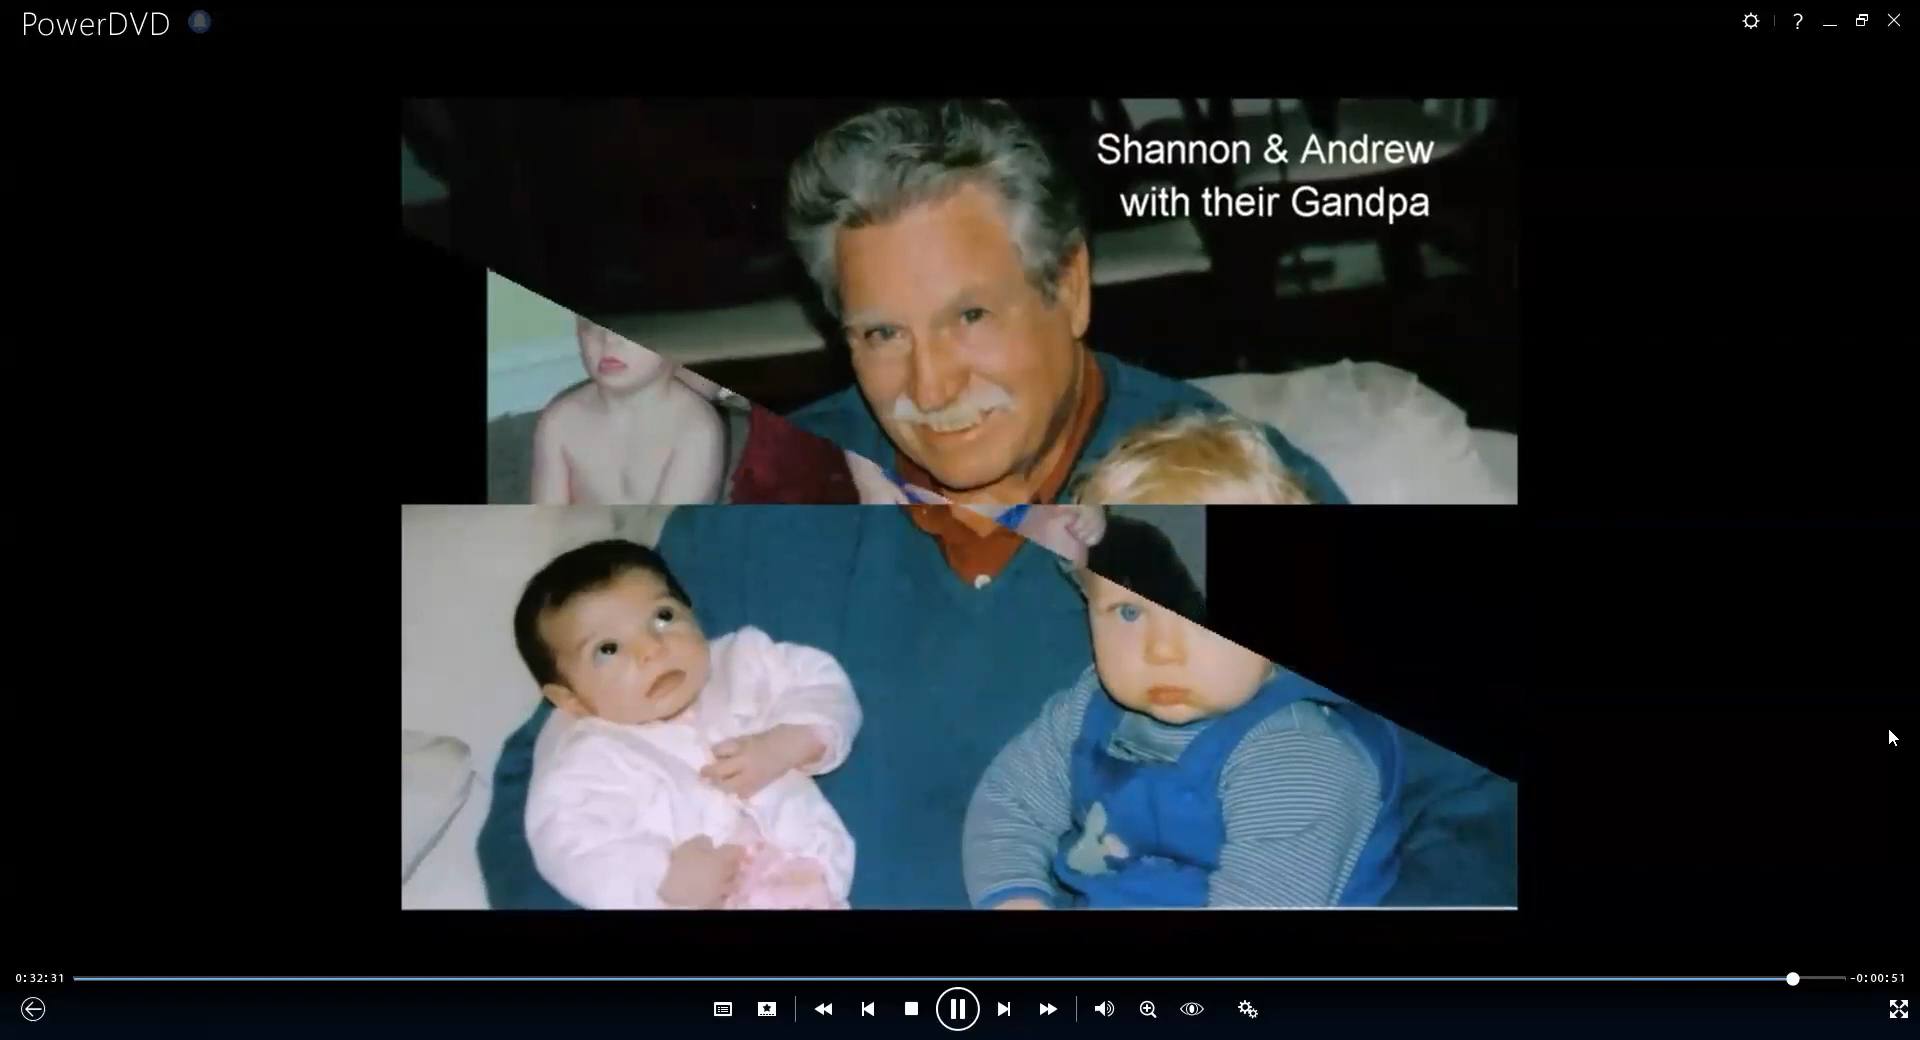 PowerDVD
Shannon & Andrew
with their Gandpa
0:32:31
-0:00:51